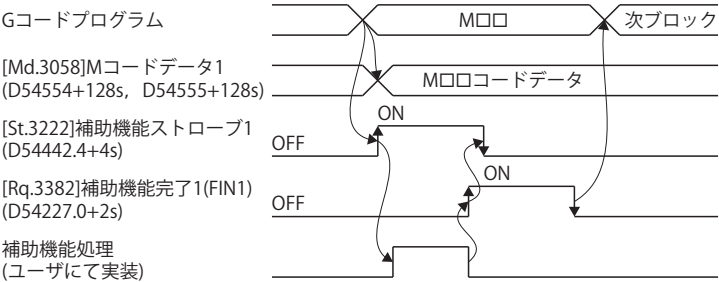 Gコードプログラム
M□□
次ブロック
[Md.3058]Mコードデータ1
(D54554+128s, D54555+128s)
M□□コードデータ
[St.3222]補助機能ストローブ1
(D54442.4+4s)
OFF
ON
[Rq.3382]補助機能完了1(FIN1)
(D54227.0+2s)
OFF
ON
補助機能処理
(ユーザにて実装)